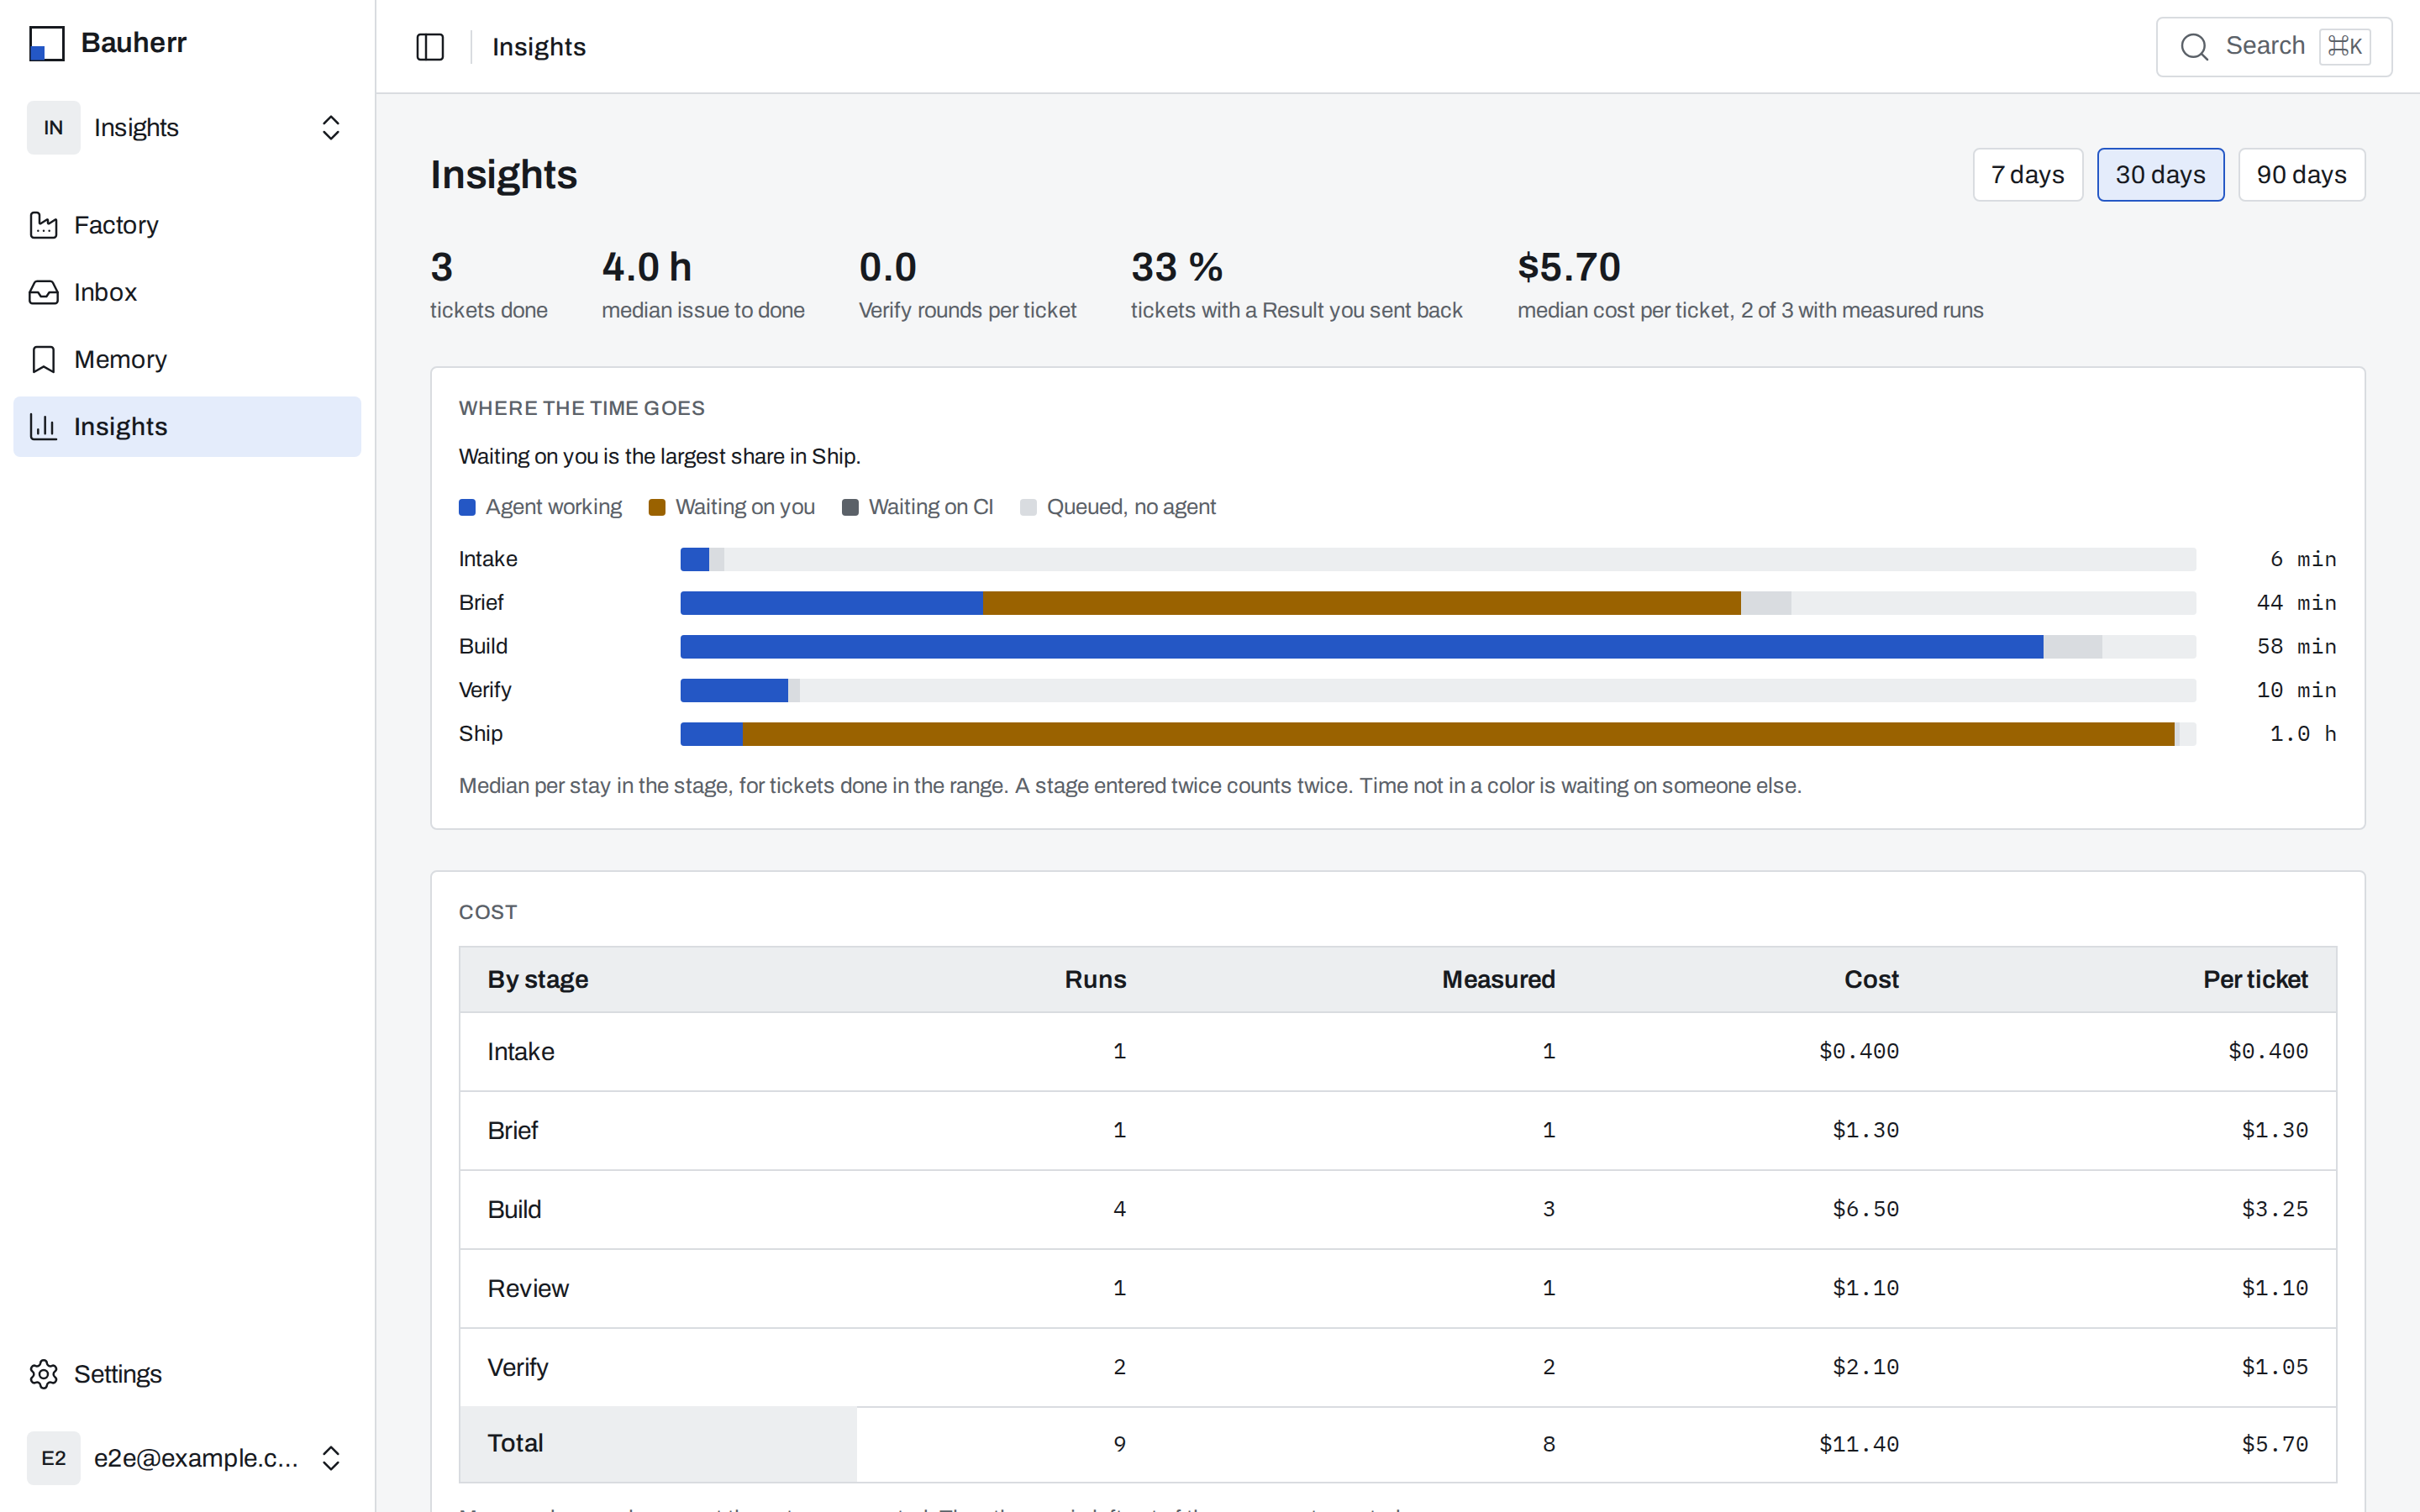 Bauherr
IN Insights
Factory
Inbox
Memory
Insights
Settings
E2 e2e@example.c...
Insights
Search ⌘K
Insights
7 days 30 days 90 days
3 4.0 h 0.0 33 % $5.70
tickets done median issue to done Verify rounds per ticket tickets with a Result you sent back median cost per ticket, 2 of 3 with measured runs
WHERE THE TIME GOES
Waiting on you is the largest share in Ship.
Agent working Waiting on you Waiting on CI Queued, no agent
Intake 6 min
Brief 44 min
Build 58 min
Verify 10 min
Ship 1.0 h
Median per stay in the stage, for tickets done in the range. A stage entered twice counts twice. Time not in a color is waiting on someone else.
COST
By stage Runs Measured Cost Per ticket
Intake 1 1 $0.400 $0.400
Brief 1 1 $1.30 $1.30
Build 4 3 $6.50 $3.25
Review 1 1 $1.10 $1.10
Verify 2 2 $2.10 $1.05
Total 9 8 $11.40 $5.70